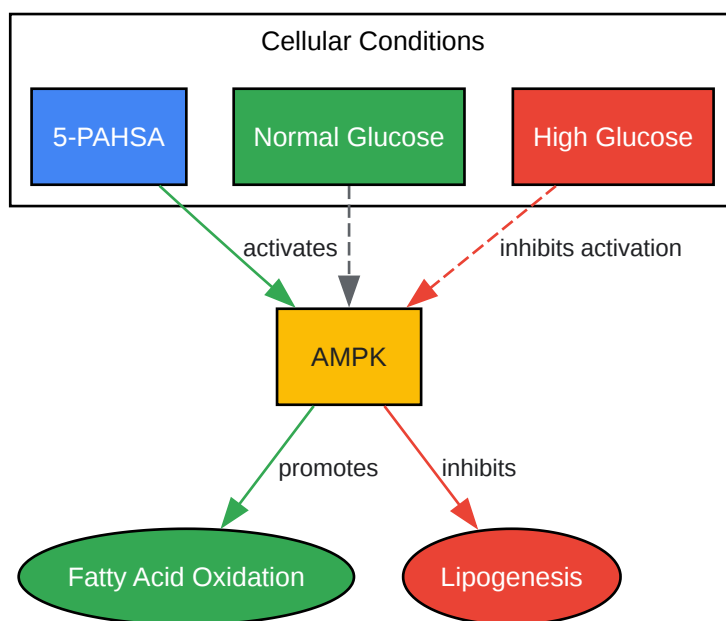 Cellular Conditions
5-PAHSA
Normal Glucose
High Glucose
activates
inhibits activation
AMPK
promotes
inhibits
Fatty Acid Oxidation
Lipogenesis